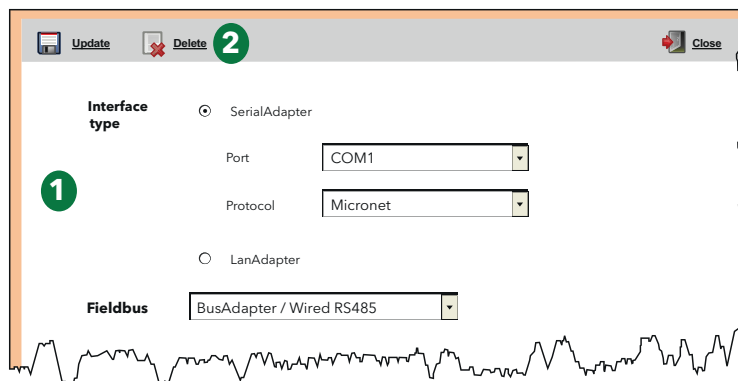 Update Delete 2 Close
Interface
type
SerialAdapter
Port COM1
1
Protocol Micronet
LanAdapter
Fieldbus BusAdapter / Wired RS485